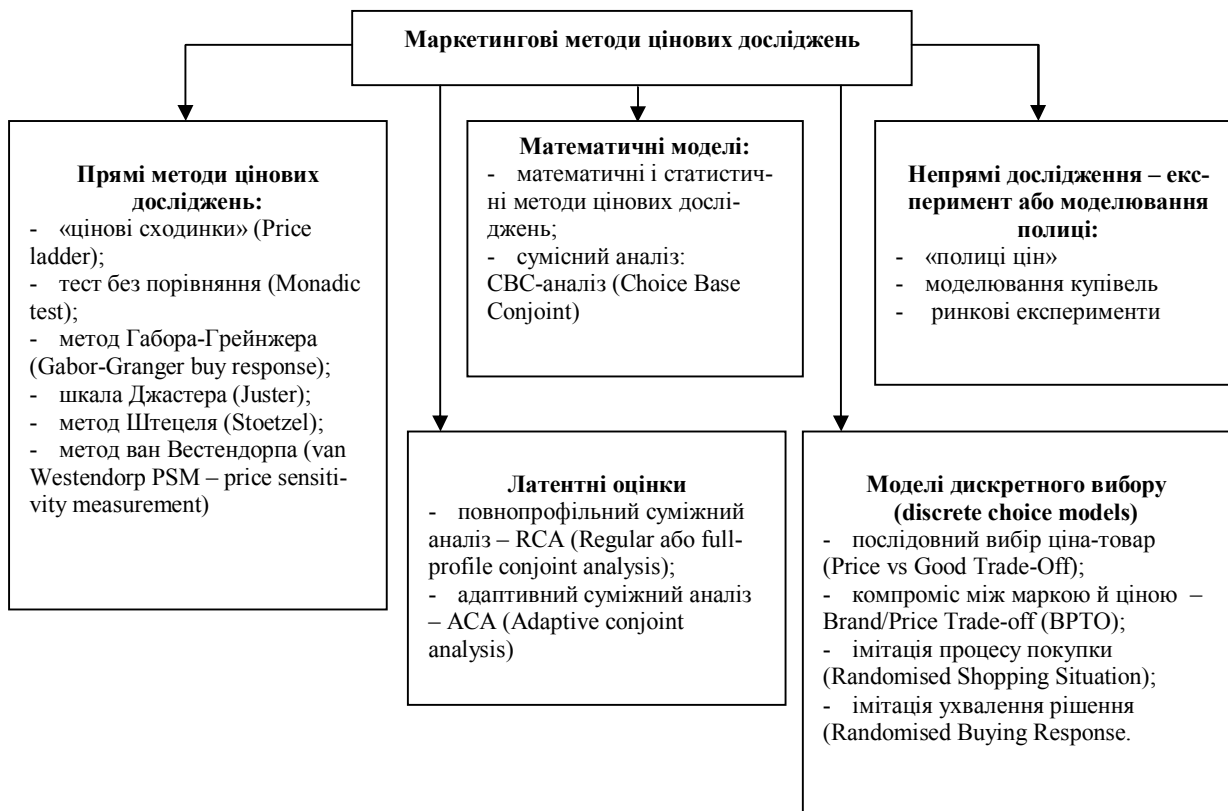 Маркетингові методи цінових досліджень
Прямі методи цінових
досліджень:
- «цінові сходинки» (Price
ladder);
- тест без порівняння (Monadic
test);
- метод Габора-Грейнжера
(Gabor-Granger buy response);
- шкала Джастера (Juster);
- метод Штецеля (Stoetzel);
- метод ван Вестендорпа (van
Westendorp PSM – price sensiti-
vity measurement)
Математичні моделі:
- математичні і статистич-
ні методи цінових дослі-
джень;
- сумісний аналіз:
СВС-аналіз (Choice Base
Conjoint)
Непрямі дослідження – екс-
перимент або моделювання
полиці:
- «полиці цін»
- моделювання купівель
- ринкові експерименти
Латентні оцінки
- повнопрофільний суміжний
аналіз – RCA (Regular або full-
profile conjoint analysis);
- адаптивний суміжний аналіз
– ACA (Adaptive conjoint
analysis)
Моделі дискретного вибору
(discrete choice models)
- послідовний вибір ціна-товар
(Price vs Good Trade-Off);
- компроміс між маркою й ціною –
Brand/Price Trade-off (BPTO);
- імітація процесу покупки
(Randomised Shopping Situation);
- імітація ухвалення рішення
(Randomised Buying Response.